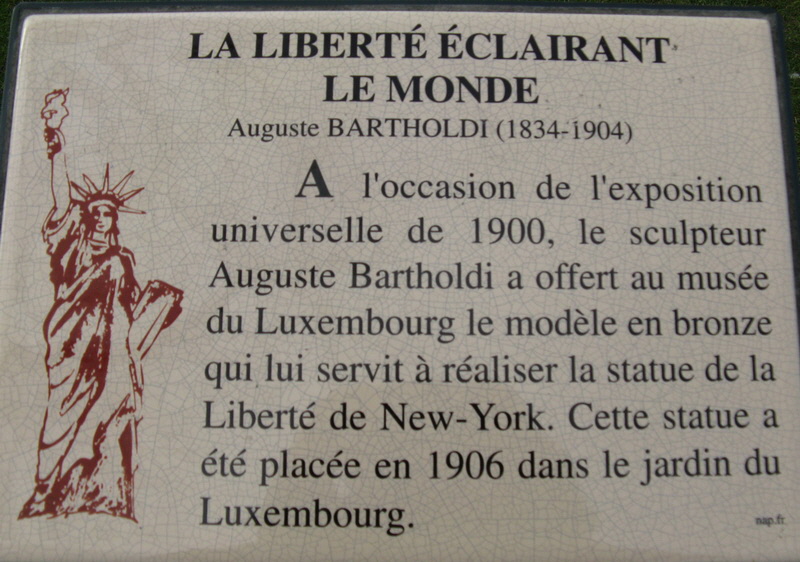 LA LIBERTÉ ÉCLAIRANT
LE MONDE
Auguste BARTHOLDI (1834-1904)
A l'occasion de l'exposition
universelle de 1900, le sculpteur
Auguste Bartholdi a offert au musée
du Luxembourg le modèle en bronze
qui lui servit à réaliser la statue de la
Liberté de New-York. Cette statue a
été placée en 1906 dans le jardin du
Luxembourg.
nap.fr